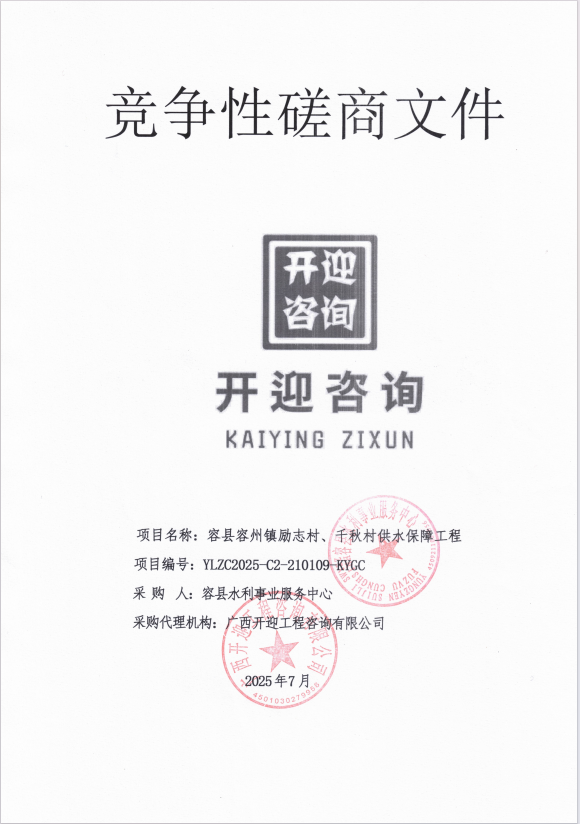 竞争性磋商文件
开迎
咨询
开迎咨询
KAIYING ZIXUN
项目名称：容县容州镇励志村、千秋村供水保障工程
项目编号：YLZC2025-C2-210109-KYGC
采 购 人：容县水利事业服务中心
采购代理机构：广西开迎工程咨询有限公司
2025年7月